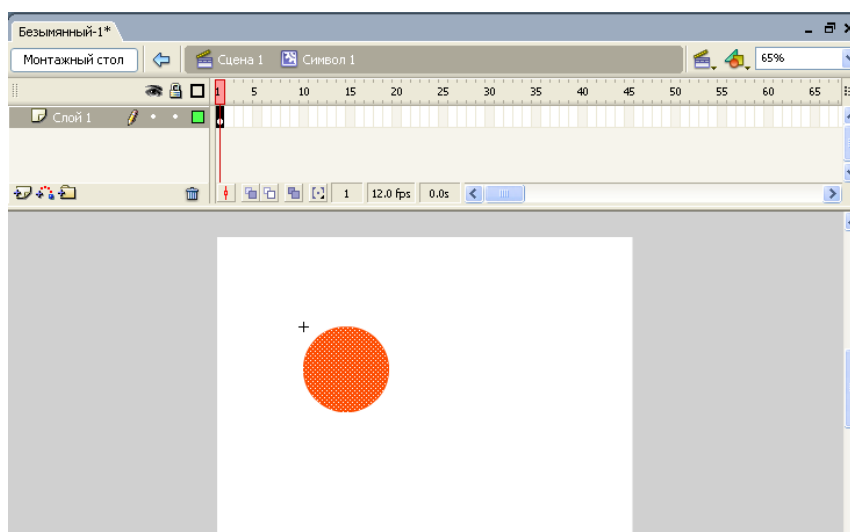 Безымянный-1*
Монтажный стол Сцена 1 Символ 1 65%
1 5 10 15 20 25 30 35 40 45 50 55 60 65
Слой 1
1 12.0 fps 0.0s